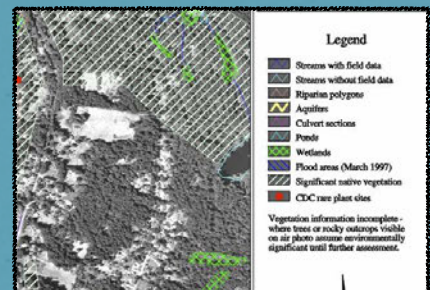 Legend
Streams with field data
Streams without field data
Riparian polygons
Aquifers
Culvert sections
Ponds
Wetlands
Flood areas (March 1997)
Significant native vegetation
CDC rare plant sites
Vegetation information incomplete -
where trees or rocky outcrops visible
on air photo assume environmentally
significant until further assessment.